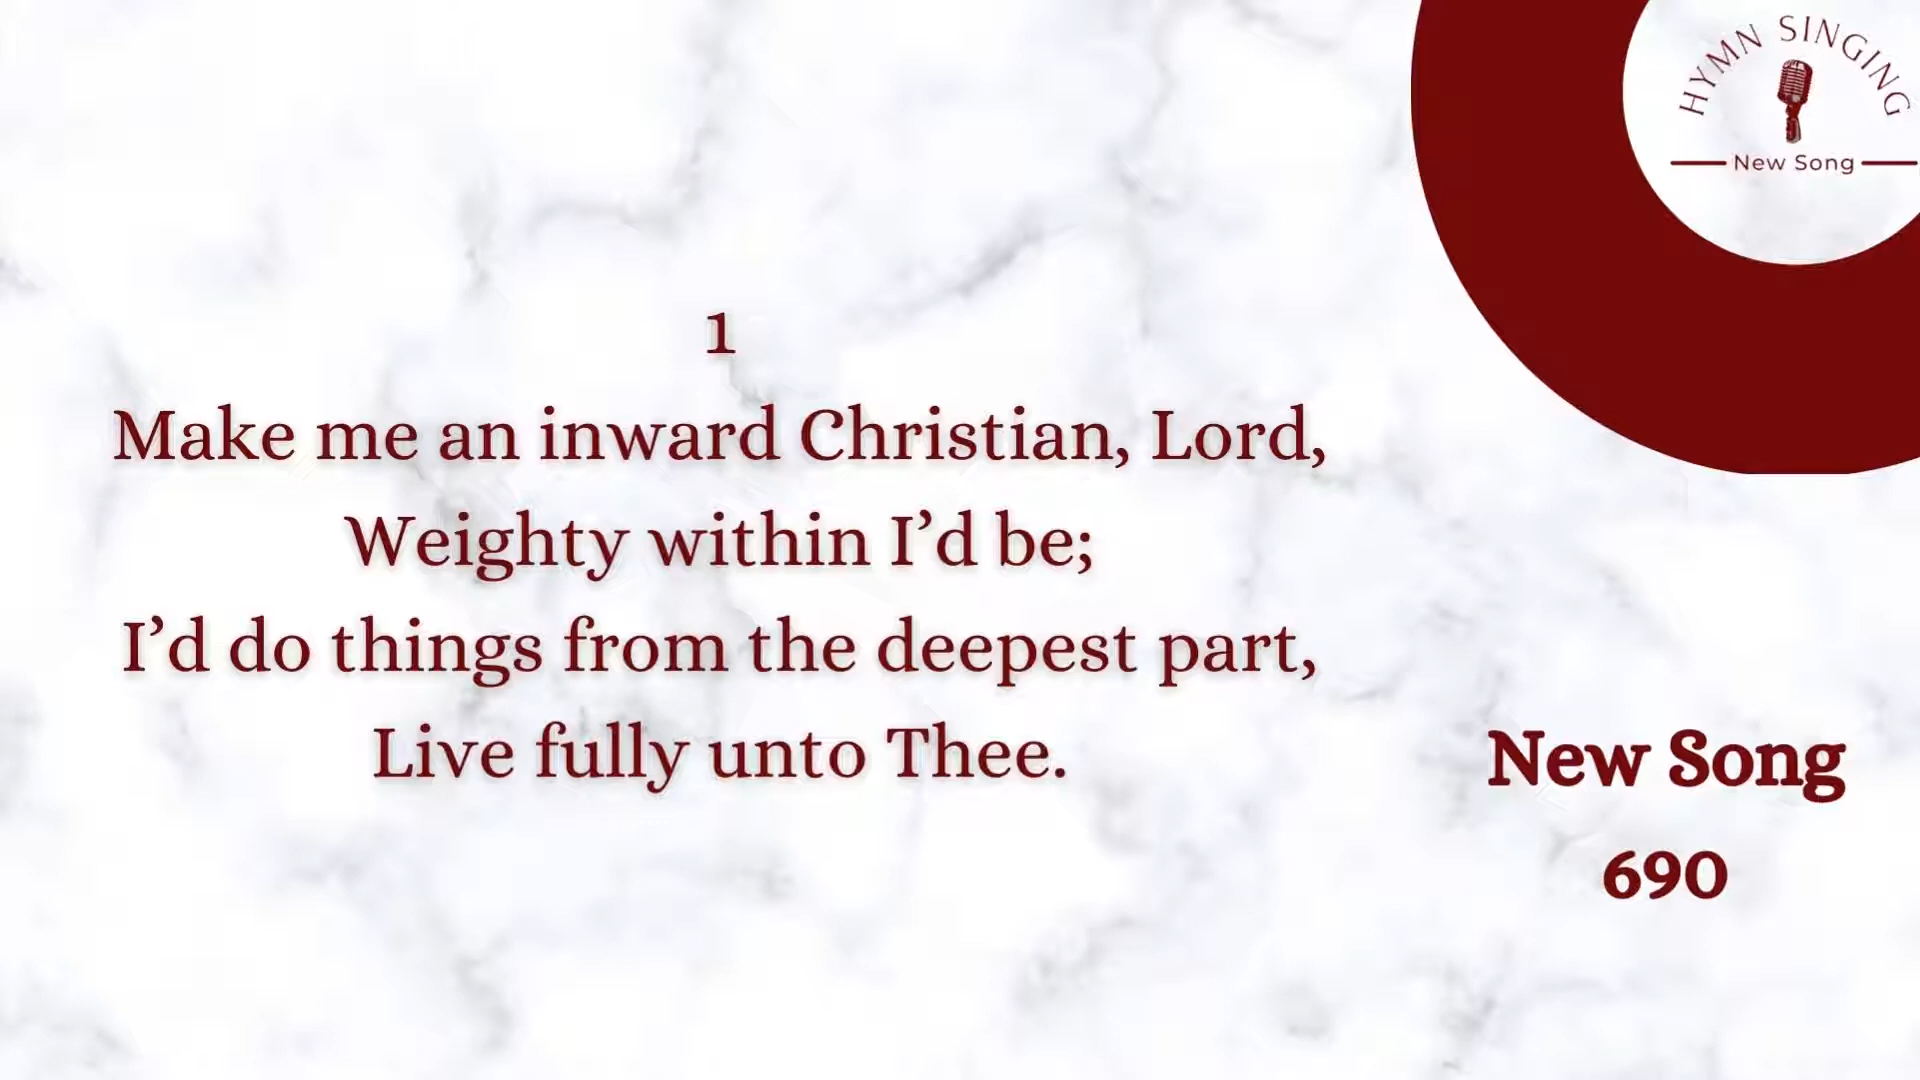 HYMN SINGING
New Song
1
Make me an inward Christian, Lord,
Weighty within I’d be;
I’d do things from the deepest part,
Live fully unto Thee.
New Song
690